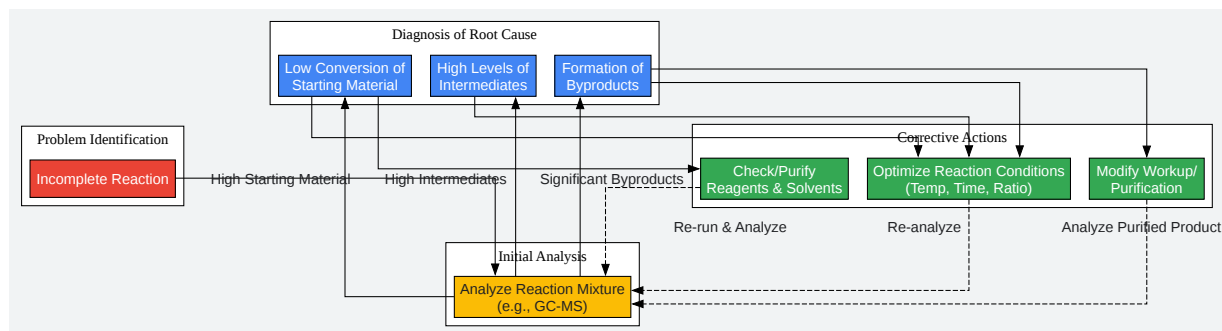 Diagnosis of Root Cause
Low Conversion of
Starting Material
High Levels of
Intermediates
Formation of
Byproducts
Problem Identification
Incomplete Reaction
High Starting Material
High Intermediates
Significant Byproducts
Corrective Actions
Check/Purify
Reagents & Solvents
Optimize Reaction Conditions
(Temp, Time, Ratio)
Modify Workup/
Purification
Re-run & Analyze
Re-analyze
Analyze Purified Product
Initial Analysis
Analyze Reaction Mixture
(e.g., GC-MS)